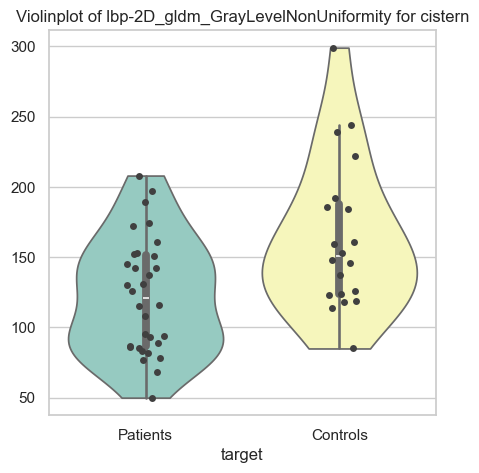 Violinplot of lbp-2D_gldm_GrayLevelNonUniformity for cistern
300
250
200
150
100
50
Patients
Controls
target